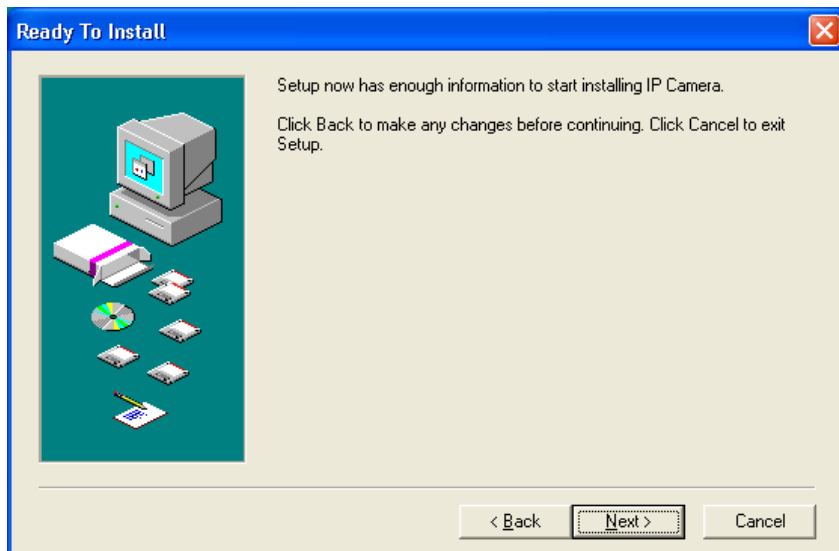 Ready To Install
Setup now has enough information to start installing IP Camera.
Click Back to make any changes before continuing. Click Cancel to exit
Setup.
< Back
Next >
Cancel